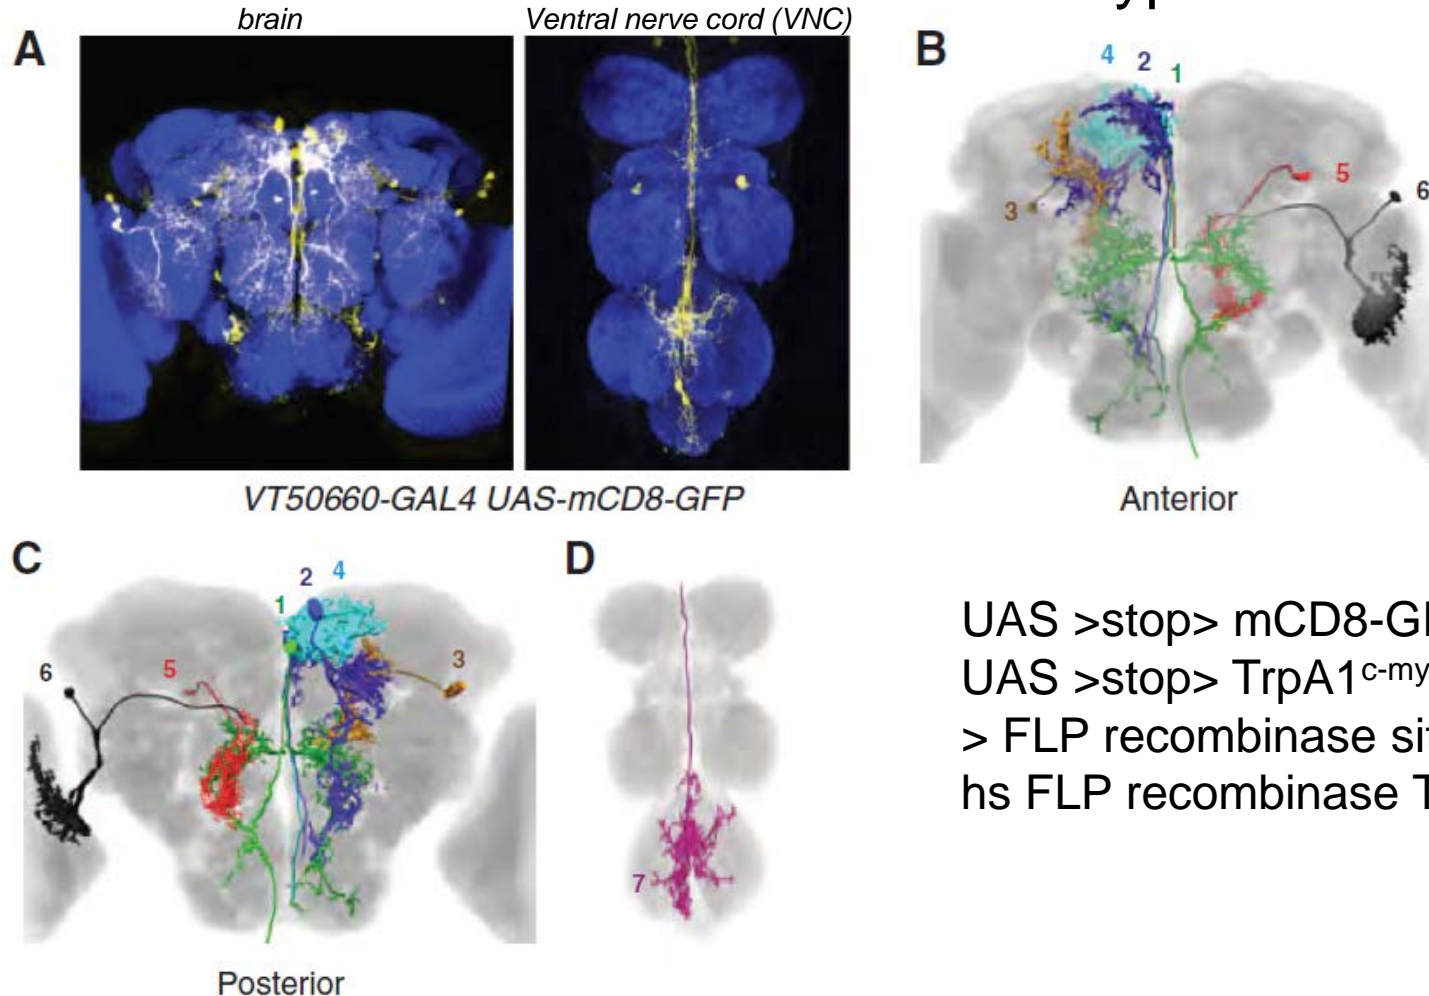 brain
Ventral nerve cord (VNC)
A
B
4 2 1
5
6
3
VT50660-GAL4 UAS-mCD8-GFP
Anterior
C
D
2 4
1
5
3
6
7
UAS >stop> mCD8-
UAS >stop> TrpA1
> FLP recombinase
hs FLP recombinase
Posterior